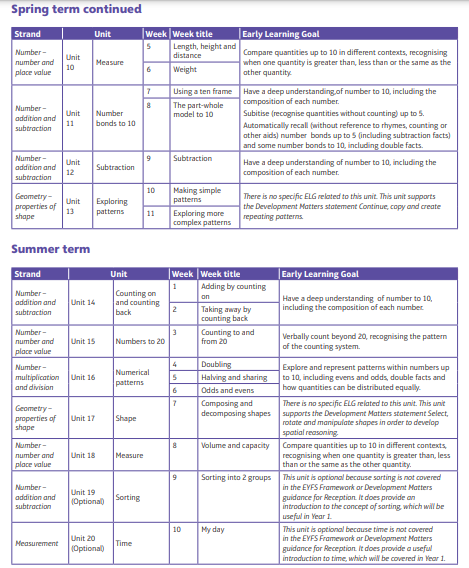 Spring term continued
Strand Unit Week Week title Early Learning Goal
Number –
number and
place value
Unit
10
Measure
5
Length, height and
distance
6
Weight
Compare quantities up to 10 in different contexts, recognising
when one quantity is greater than, less than or the same as the
other quantity.
Number –
addition and
subtraction
Unit
11
Number
bonds to 10
7
Using a ten frame
8
The part-whole
model to 10
Have a deep understanding of number to 10, including the
composition of each number.
Subitise (recognise quantities without counting) up to 5.
Automatically recall (without reference to rhymes, counting or
other aids) number bonds up to 5 (including subtraction facts)
and some number bonds to 10, including double facts.
Number –
addition and
subtraction
Unit
12
Subtraction
9
Subtraction
Have a deep understanding of number to 10, including the
composition of each number.
Geometry –
properties of
shape
Unit
13
Exploring
patterns
10
Making simple
patterns
11
Exploring more
complex patterns
There is no specific ELG related to this unit. This unit supports
the Development Matters statement Continue, copy and create
repeating patterns.
Summer term
Strand Unit Week Week title Early Learning Goal
Number –
addition and
subtraction
Unit 14
Counting on
and counting
back
1
Adding by counting
on
2
Taking away by
counting back
Have a deep understanding of number to 10,
including the composition of each number.
Number –
number and
place value
Unit 15
Numbers to 20
3
Counting to and
from 20
Verbally count beyond 20, recognising the pattern
of the counting system.
Number –
multiplication
and division
Unit 16
Numerical
patterns
4
Doubling
5
Halving and sharing
6
Odds and evens
Explore and represent patterns within numbers up
to 10, including evens and odds, double facts and
how quantities can be distributed equally.
Geometry –
properties of
shape
Unit 17
Shape
7
Composing and
decomposing shapes
There is no specific ELG related to this unit. This unit
supports the Development Matters statement Select,
rotate and manipulate shapes in order to develop
spatial reasoning.
Number –
number and
place value
Unit 18
Measure
8
Volume and capacity
Compare quantities up to 10 in different contexts,
recognising when one quantity is greater than, less
than or the same as the other quantity.
Number –
addition and
subtraction
Unit 19
(Optional)
Sorting
9
Sorting into 2 groups
This unit is optional because sorting is not covered
in the EYFS Framework or Development Matters
guidance for Reception. It does provide an
introduction to the concept of sorting, which will be
useful in Year 1.
Measurement
Unit 20
(Optional)
Time
10
My day
This unit is optional because time is not covered
in the EYFS Framework or Development Matters
guidance for Reception. It does provide a useful
introduction to time, which will be covered in Year 1.